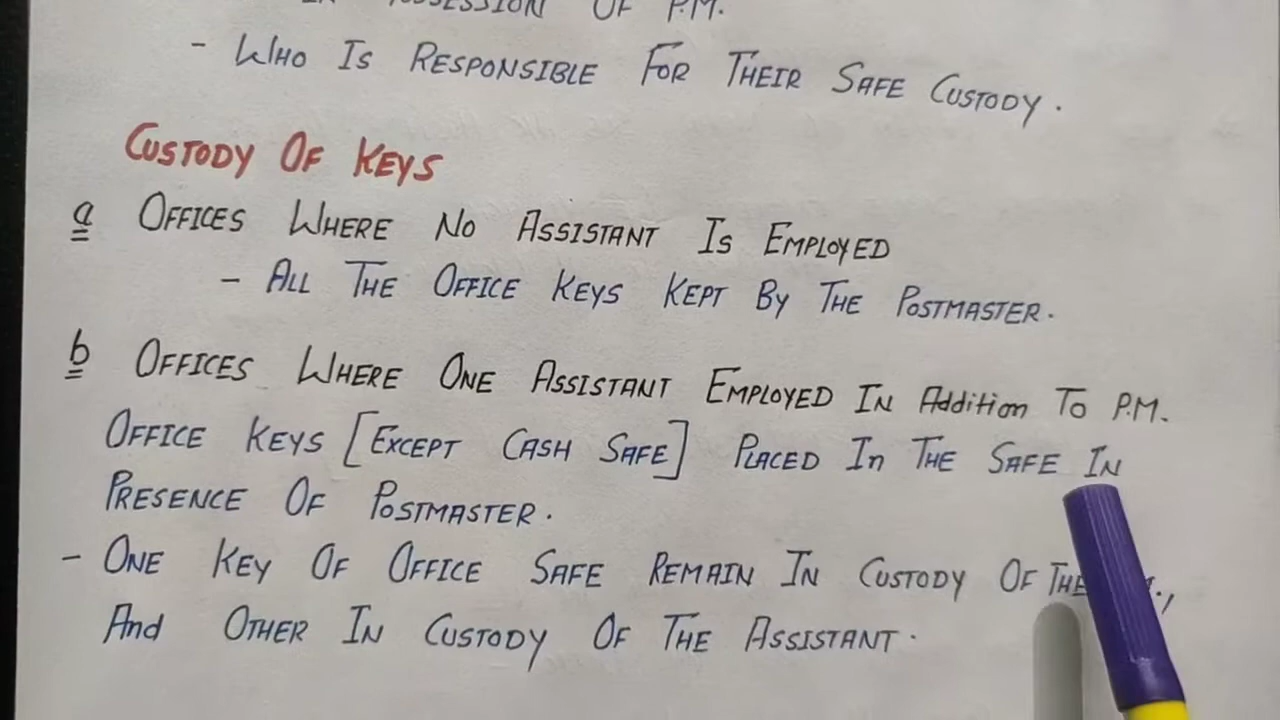 IN POSSESSION OF P.M.
- WHO IS RESPONSIBLE FOR THEIR SAFE CUSTODY.
CUSTODY OF KEYS
a OFFICES WHERE NO ASSISTANT IS EMPLOYED
- ALL THE OFFICE KEYS KEPT BY THE POSTMASTER.
b OFFICES WHERE ONE ASSISTANT EMPLOYED IN Addition TO P.M.
OFFICE KEYS [EXCEPT CASH SAFE] PLACED In THE SAFE IN
PRESENCE OF POSTMASTER.
- ONE KEY OF OFFICE SAFE REMAIN IN CUSTODY OF THE
And OTHER IN CUSTODY OF THE ASSISTANT.